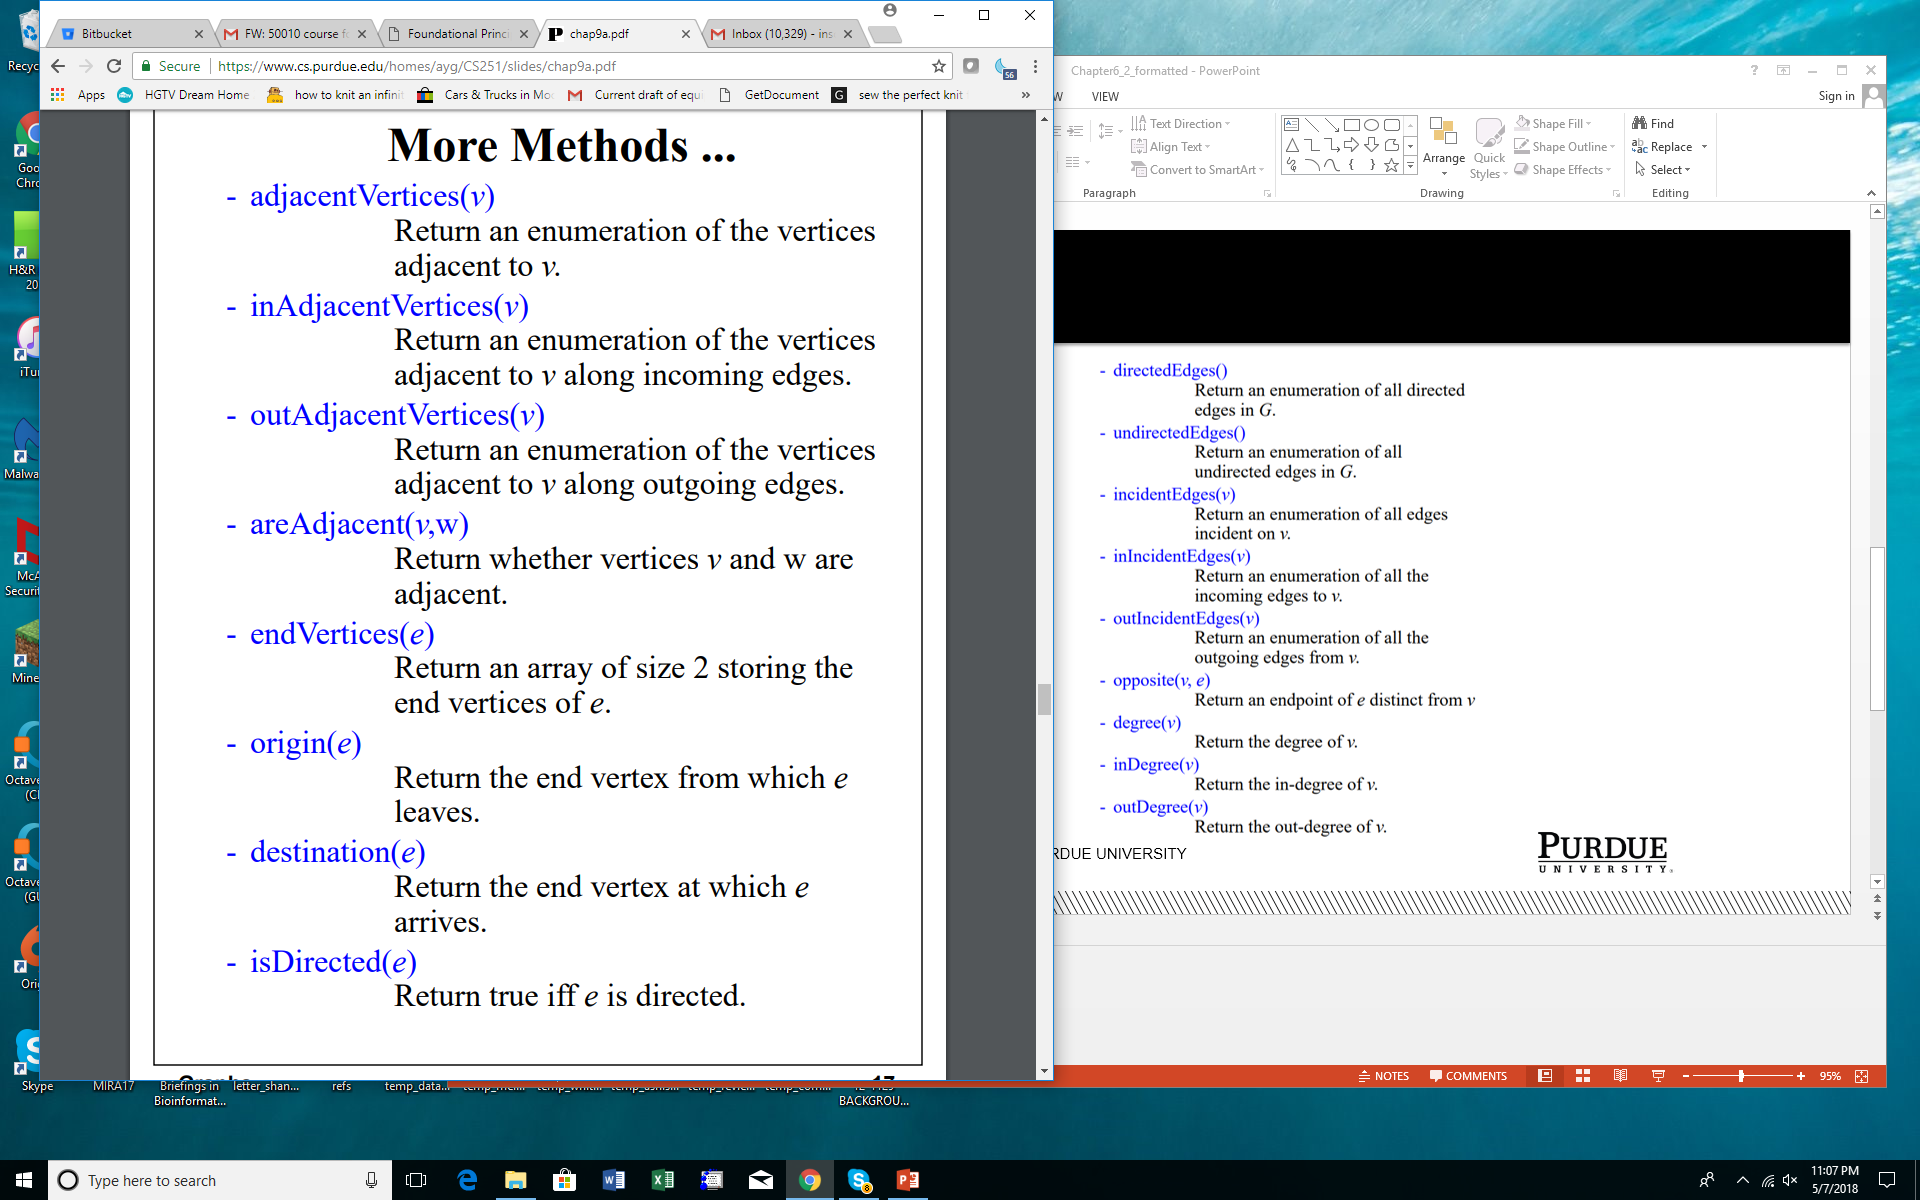 Bitbucket
FW: 50010 course f
Foundational Princi
chap9a.pdf
Inbox (10,329) - ins
Secure
https://www.cs.purdue.edu/homes/ayg/CS251/slides/chap9a.pdf
56
Apps
HGTV Dream Home
how to knit an infinit
Cars & Trucks in Mo
Current draft of equ
GetDocument
sew the perfect knit
»
More Methods ...
- adjacentVertices(v)
Return an enumeration of the vertices
adjacent to v.
- inAdjacentVertices(v)
Return an enumeration of the vertices
adjacent to v along incoming edges.
- outAdjacentVertices(v)
Return an enumeration of the vertices
adjacent to v along outgoing edges.
- areAdjacent(v,w)
Return whether vertices v and w are
adjacent.
- endVertices(e)
Return an array of size 2 storing the
end vertices of e.
- origin(e)
Return the end vertex from which e
leaves.
- destination(e)
Return the end vertex at which e
arrives.
- isDirected(e)
Return true iff e is directed.
Chapter6_2_formatted - PowerPoint
?
W
VIEW
Sign in
Text Direction
Align Text
Convert to SmartArt
Paragraph
Arrange
Quick
Styles
Shape Fill
Shape Outline
Shape Effects
Drawing
Find
Replace
Select
Editing
- directedEdges()
Return an enumeration of all directed
edges in G.
- undirectedEdges()
Return an enumeration of all
undirected edges in G.
- incidentEdges(v)
Return an enumeration of all edges
incident on v.
- inIncidentEdges(v)
Return an enumeration of all the
incoming edges to v.
- outIncidentEdges(v)
Return an enumeration of all the
outgoing edges from v.
- opposite(v, e)
Return an endpoint of e distinct from v
- degree(v)
Return the degree of v.
- inDegree(v)
Return the in-degree of v.
- outDegree(v)
Return the out-degree of v.
RDUE UNIVERSITY
PURDUE
UNIVERSITY
NOTES
COMMENTS
95%
Recyc
Goo
Chro
H&R
20
iTu
Malwa
McA
Securit
Mine
Octave
(CL
Octave
(GU
Orig
Skype
MIRA17
Briefings in
Bioinformat...
letter_shan...
refs
temp_data...
BACKGROU...
Type here to search
8
11:07 PM
5/7/2018